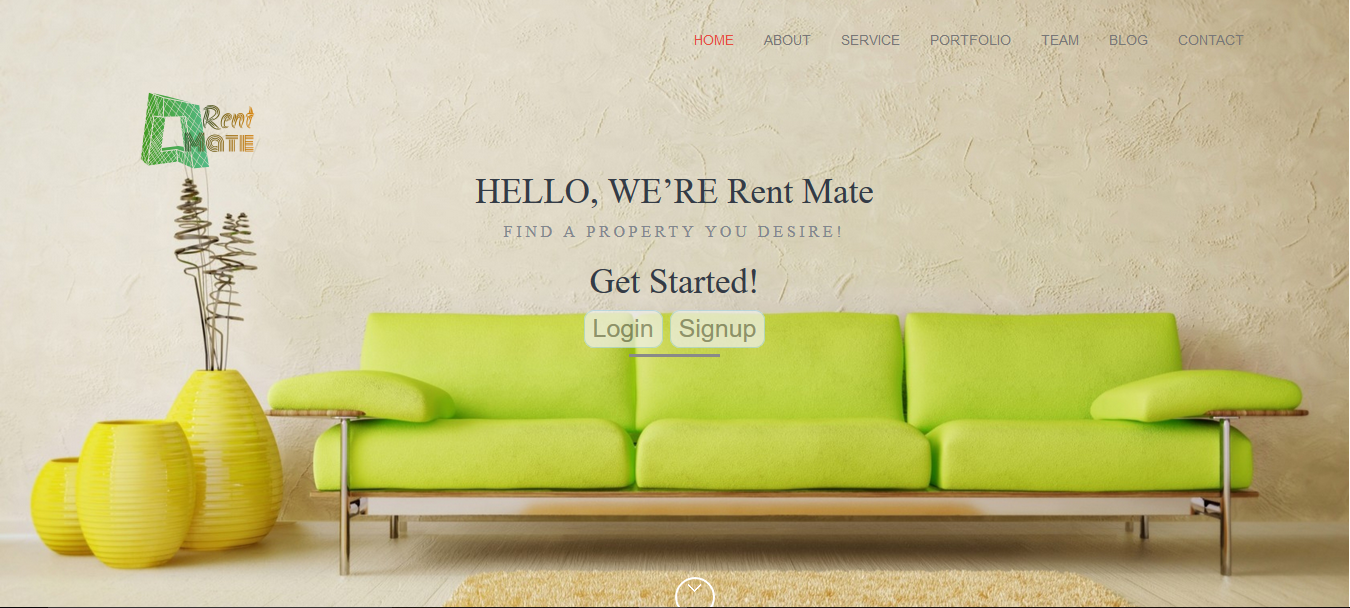 HOME ABOUT SERVICE PORTFOLIO TEAM BLOG CONTACT
Rent
MATE
HELLO, WE’RE Rent Mate
FIND A PROPERTY YOU DESIRE!
Get Started!
Login Signup